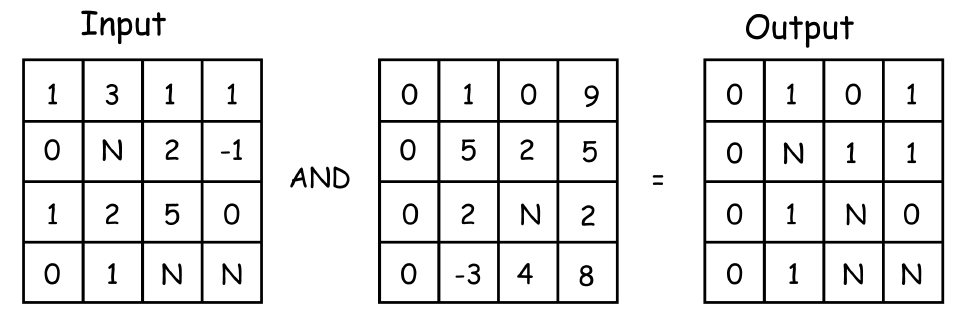 Input Output
1 3 1 1 0 1 0 9 0 1 0 1
0 N 2 -1 0 5 2 5 0 N 1 1
AND =
1 2 5 0 0 2 N 2 0 1 N 0
0 1 N N 0 -3 4 8 0 1 N N